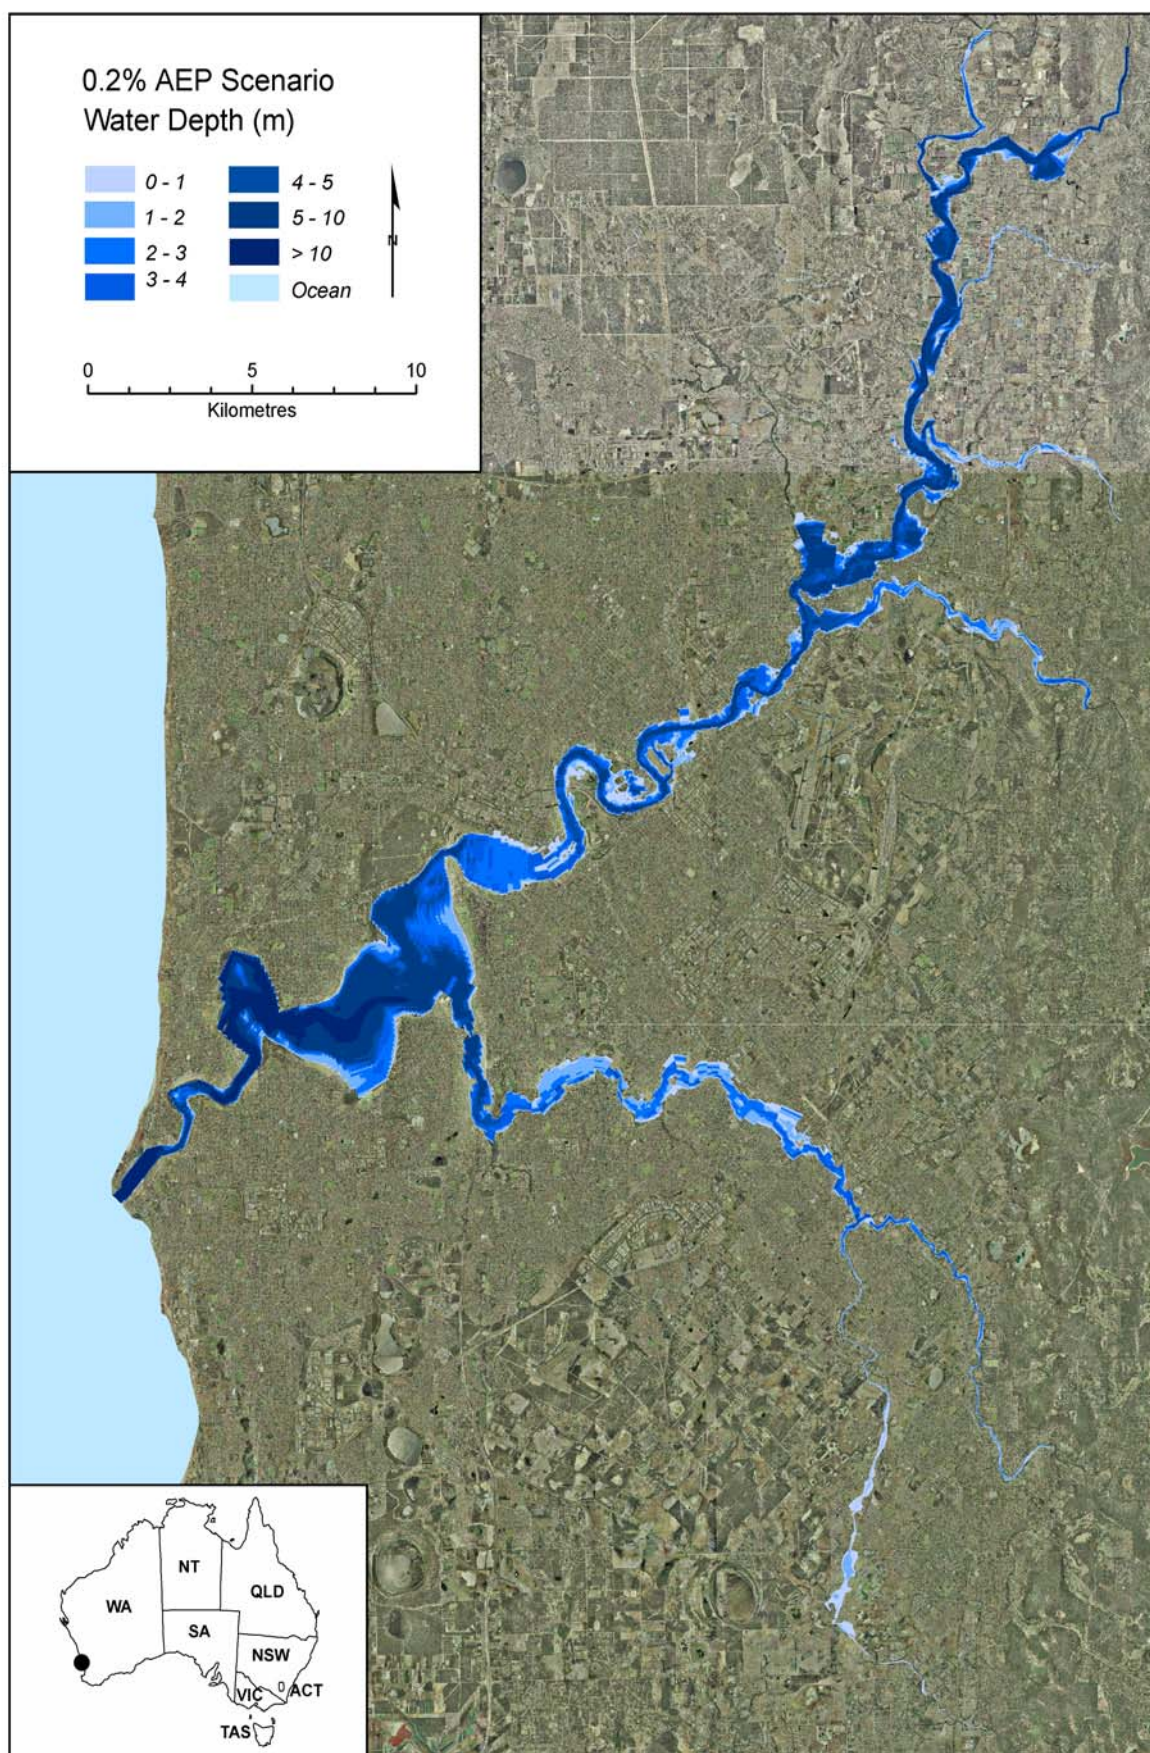 0.2% AEP Scenario
Water Depth (m)
0 - 1
1 - 2
2 - 3
3 - 4
4 - 5
5 - 10
> 10
Ocean
N
0 5 10
Kilometres
NT
WA
QLD
SA
NSW
VIC
ACT
TAS